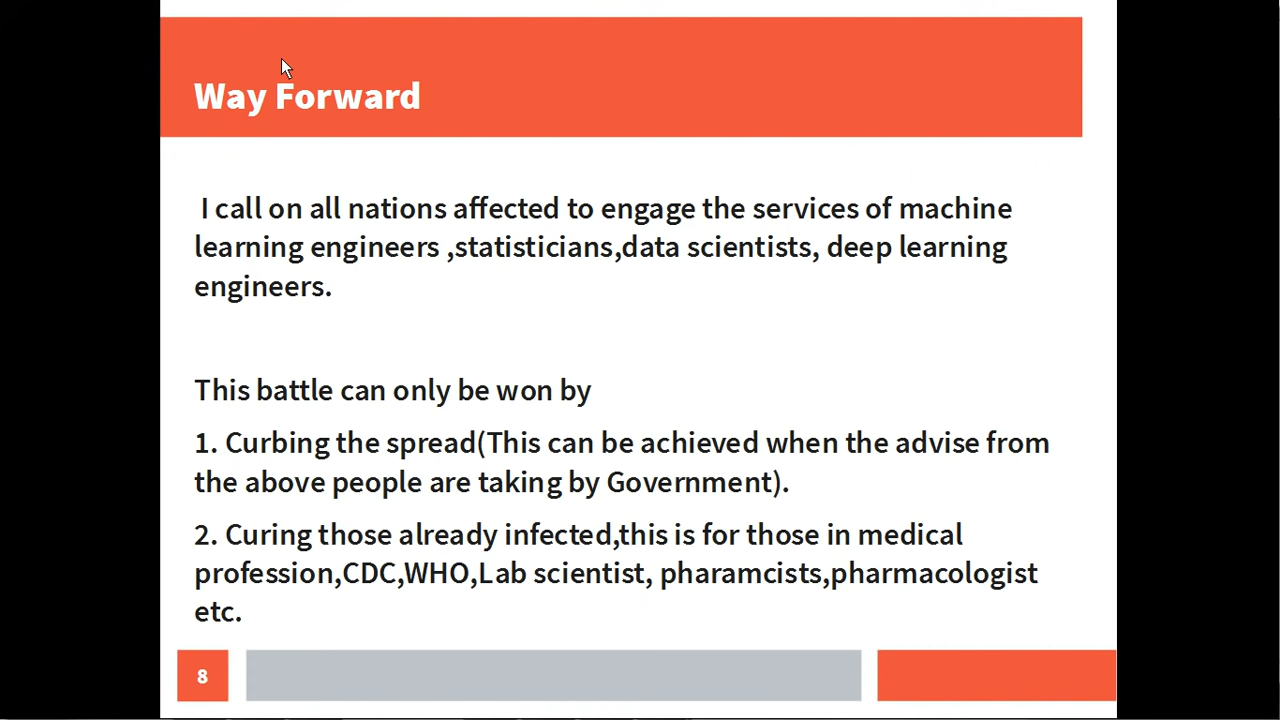 Way Forward
I call on all nations affected to engage the services of machine
learning engineers ,statisticians,data scientists, deep learning
engineers.
This battle can only be won by
1. Curbing the spread(This can be achieved when the advise from
the above people are taking by Government).
2. Curing those already infected,this is for those in medical
profession,CDC,WHO,Lab scientist, pharamcists,pharmacologist
etc.
8